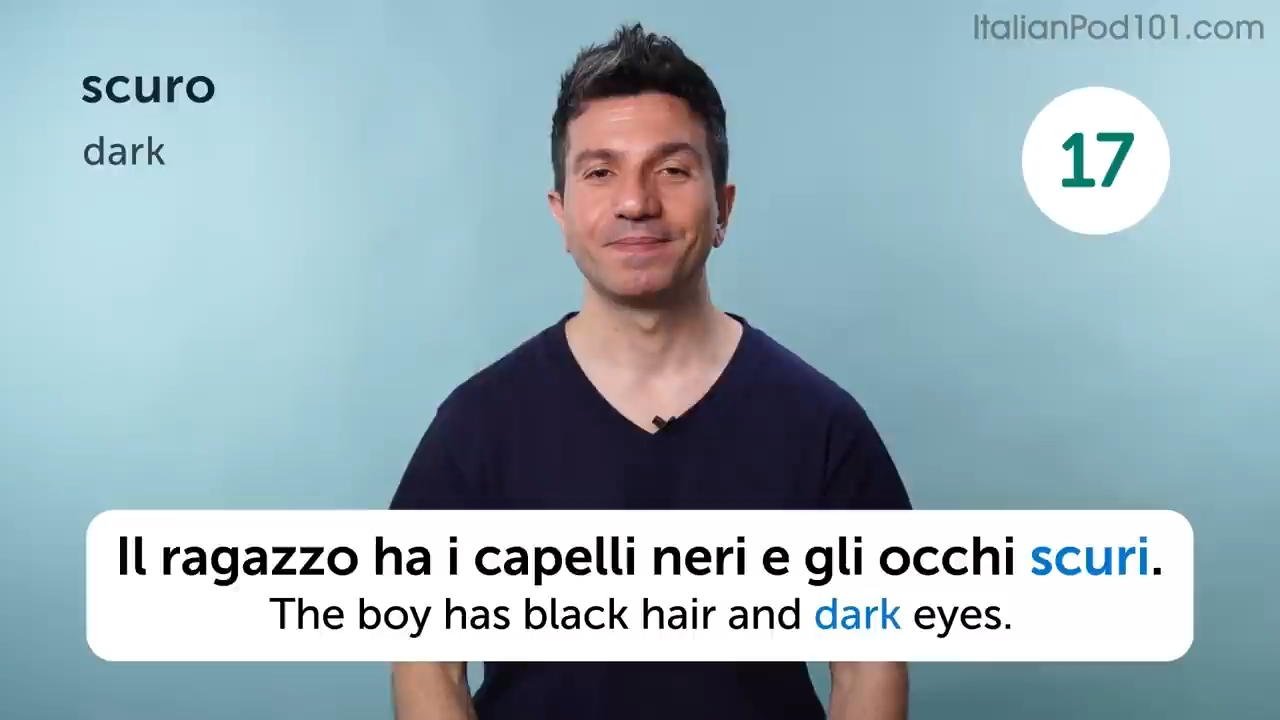 ItalianPod101.com
scuro
dark
17
Il ragazzo ha i capelli neri e gli occhi scuri.
The boy has black hair and dark eyes.